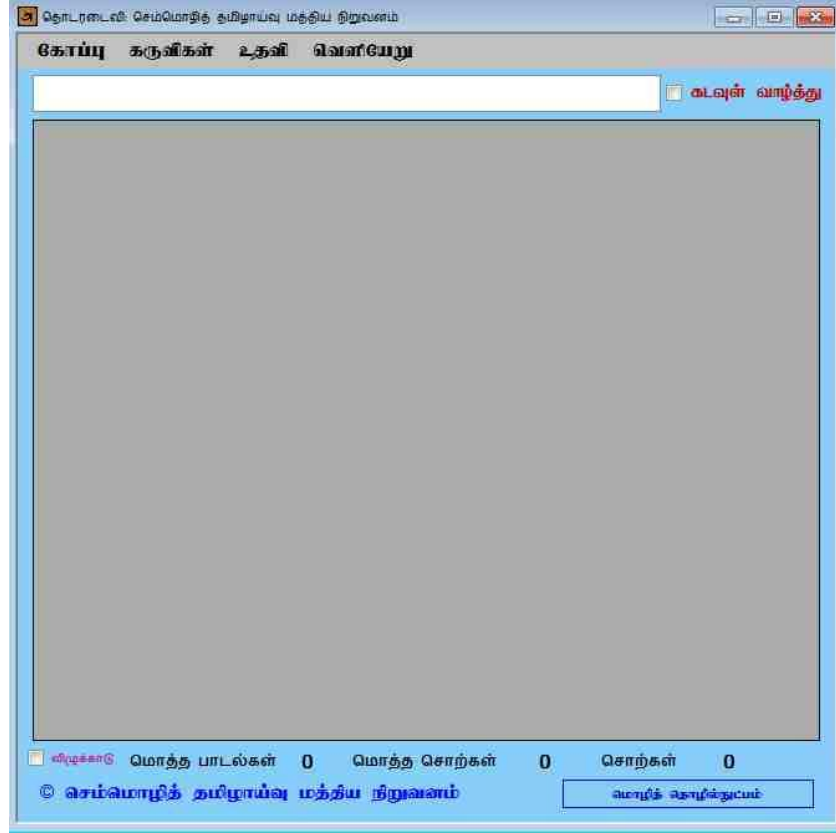 தொடரடைவி: செம்மொழித் தமிழாய்வு மத்திய நிறுவனம்
கோப்பு கருவிகள் உதவி வெளியேறு
கடவுள் வாழ்த்து
விழுக்காடு மொத்த பாடல்கள் 0 மொத்த சொற்கள் 0 சொற்கள் 0
© செம்மொழித் தமிழாய்வு மத்திய நிறுவனம் மொழித் தொழில்நுட்பம்